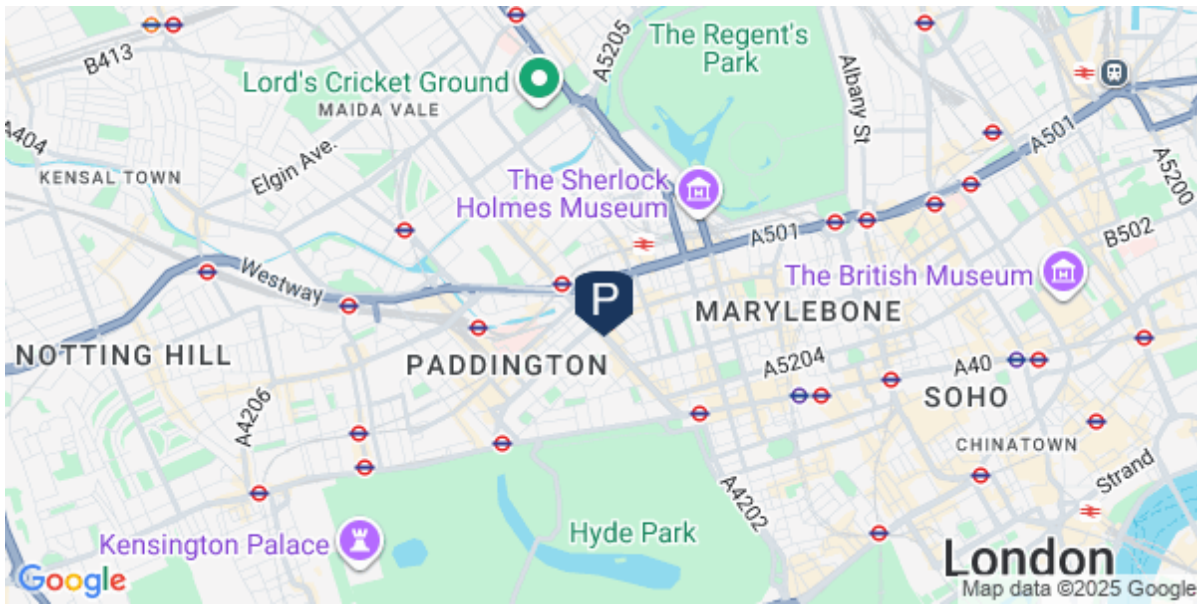 B413
A5205
The Regent's
Park
Lord's Cricket Ground
MAIDA VALE
Albany St
A501
A404
Elgin Ave.
KENSAL TOWN
A5200
The Sherlock
Holmes Museum
A501
B502
Westway
The British Museum
P
MARYLEBONE
NOTTING HILL
PADDINGTON
A5204
A40
SOHO
A4206
CHINATOWN
Strand
A4202
Hyde Park
Kensington Palace
London
Google
Map data ©2025 Google